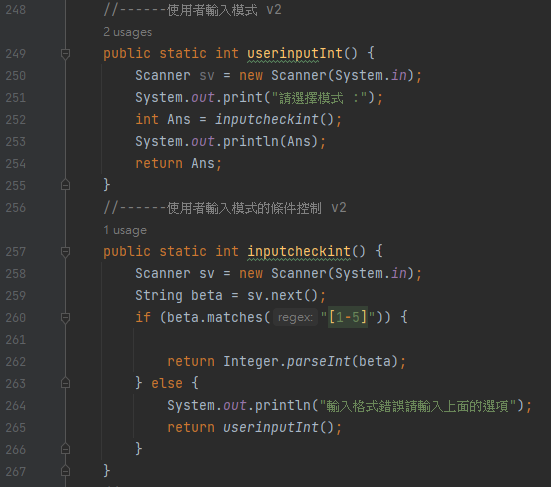 248 //------使用者輸入模式 v2
2 usages
249 public static int userinputInt() {
250 Scanner sv = new Scanner(System.in);
251 System.out.print("請選擇模式 :");
252 int Ans = inputcheckint();
253 System.out.println(Ans);
254 return Ans;
255 }
256 //------使用者輸入模式的條件控制 v2
1 usage
257 public static int inputcheckint() {
258 Scanner sv = new Scanner(System.in);
259 String beta = sv.next();
260 if (beta.matches( regex: "[1-5]")) {
261
262 return Integer.parseInt(beta);
263 } else {
264 System.out.println("輸入格式錯誤請輸入上面的選項");
265 return userinputInt();
266 }
267 }